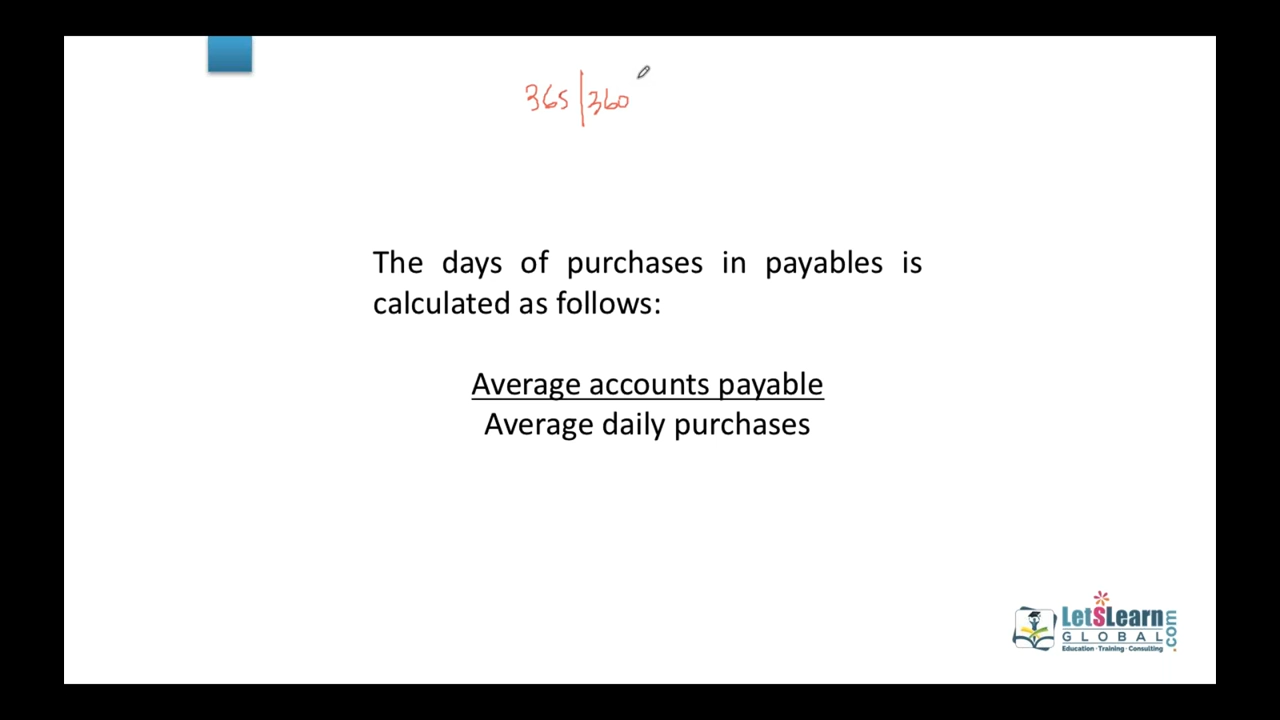 365|360
The days of purchases in payables is
calculated as follows:
Average accounts payable
Average daily purchases
LetSLearn
GLOBAL
.com
Education · Training · Consulting